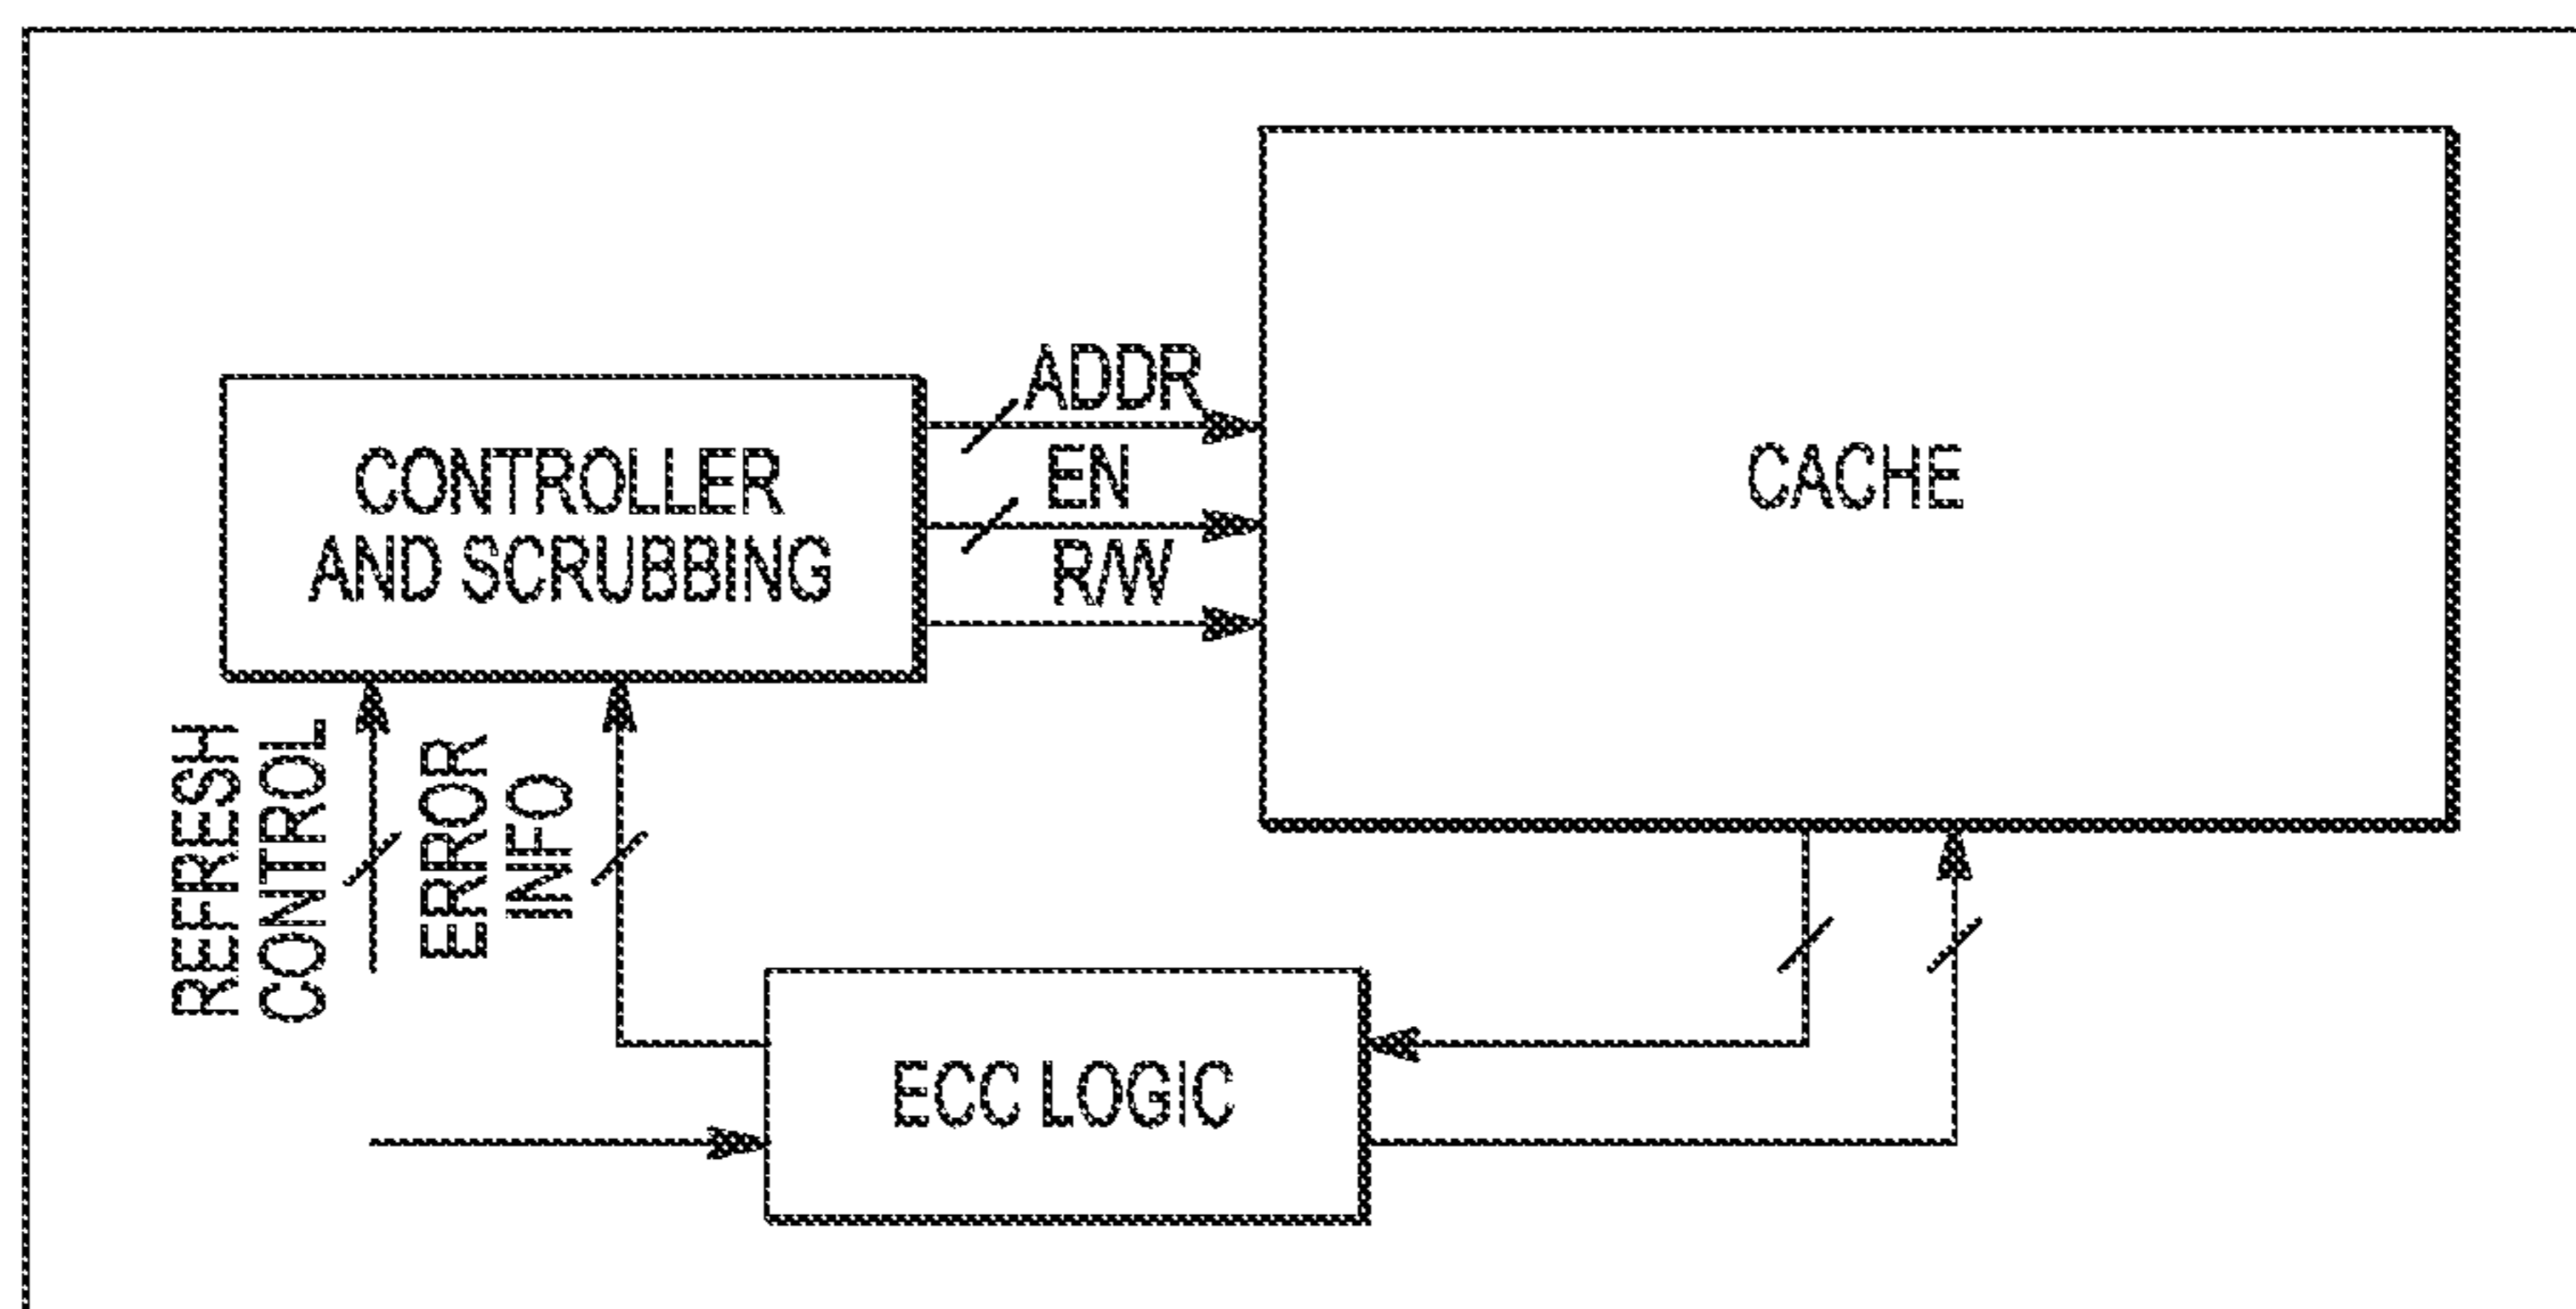 ADDR
EN
R/W
CONTROLLER
AND SCRUBBING
CACHE
REFRESH
CONTROL
ERROR
INFO
ECC LOGIC